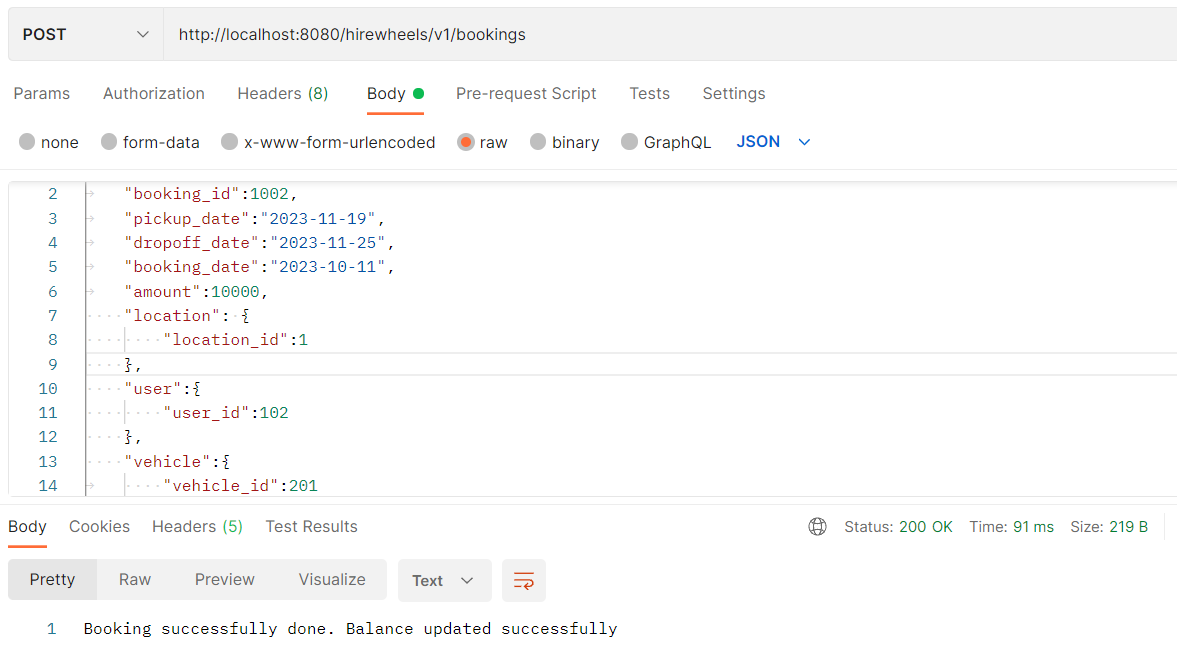 POST http://localhost:8080/hirewheels/v1/bookings
Params Authorization Headers (8) Body Pre-request Script Tests Settings
none form-data x-www-form-urlencoded raw binary GraphQL JSON
2 "booking_id":1002,
3 "pickup_date":"2023-11-19",
4 "dropoff_date":"2023-11-25",
5 "booking_date":"2023-10-11",
6 "amount":10000,
7 "location": {
8 "location_id":1
9 },
10 "user":{
11 "user_id":102
12 },
13 "vehicle":{
14 "vehicle_id":201
Body Cookies Headers (5) Test Results Status: 200 OK Time: 91 ms Size: 219 B
Pretty Raw Preview Visualize Text
1 Booking successfully done. Balance updated successfully